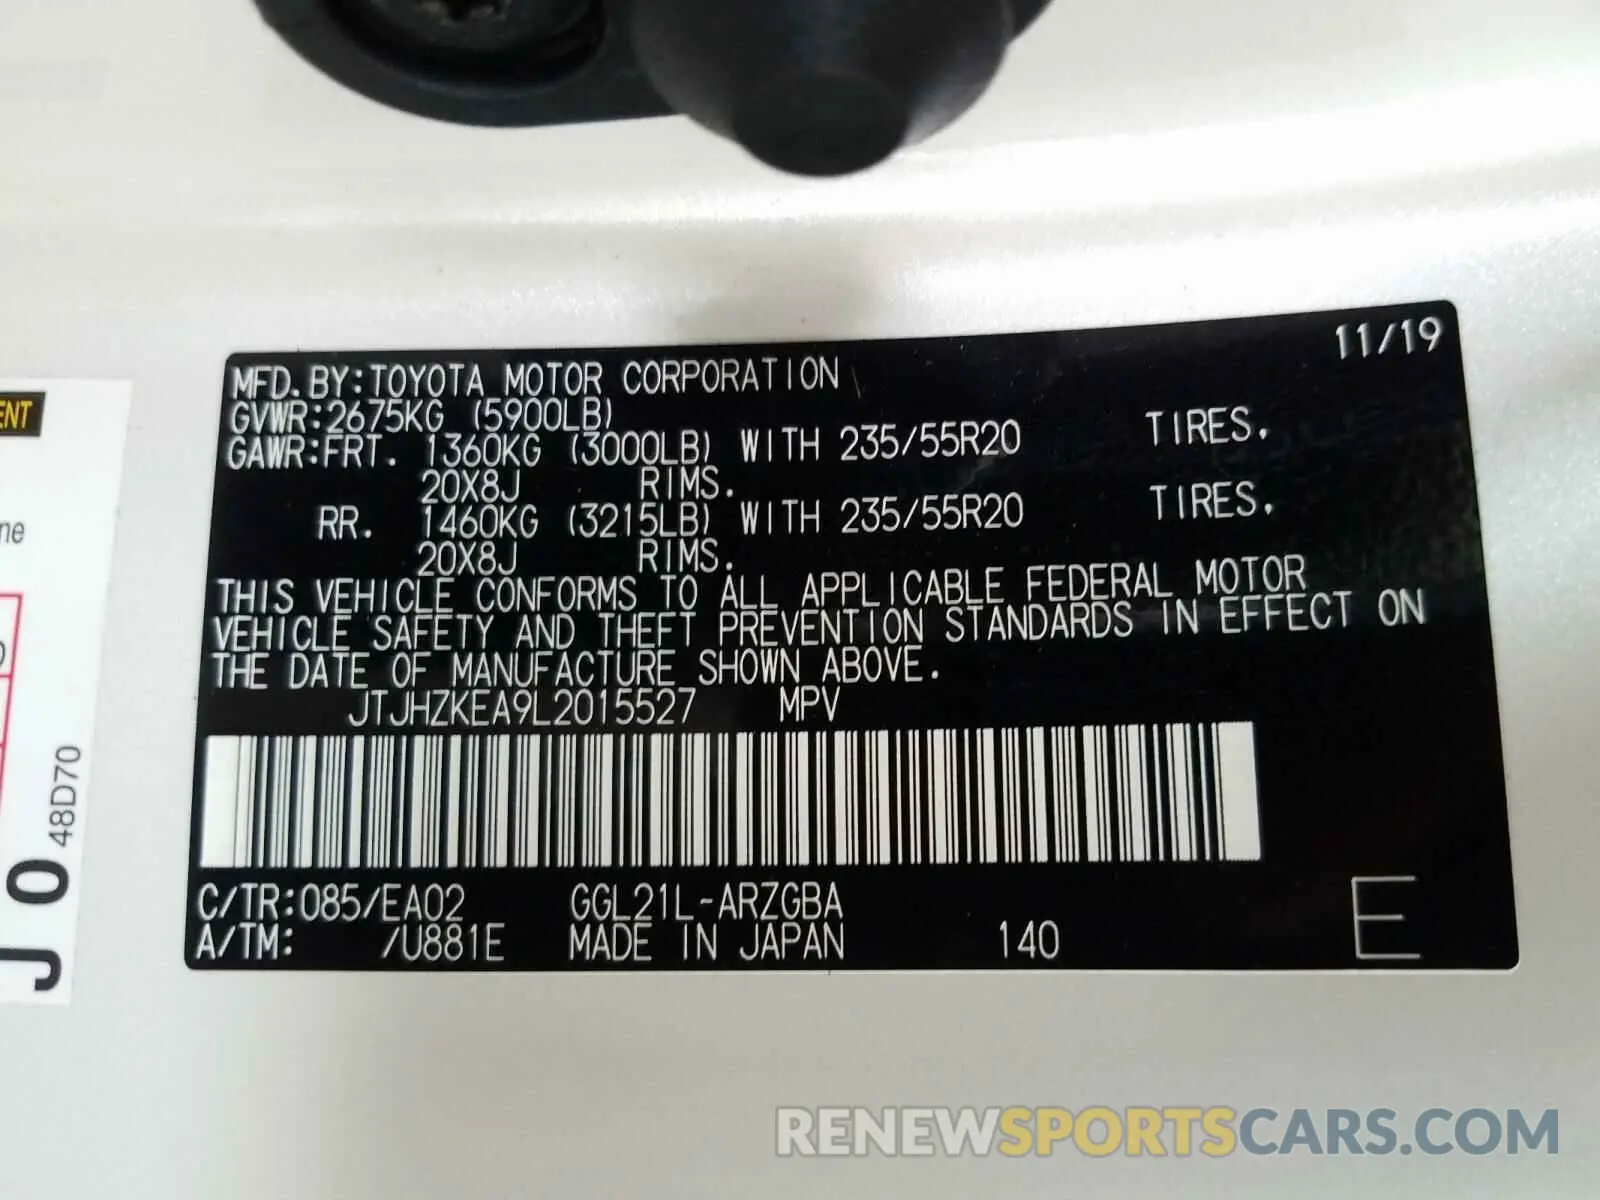 11/19
MFD.BY:TOYOTA MOTOR CORPORATION
GVWR:2675KG (5900LB)
GAWR:FRT. 1360KG (3000LB) WITH 235/55R20 TIRES.
20X8J RIMS.
RR. 1460KG (3215LB) WITH 235/55R20 TIRES.
20X8J RIMS.
THIS VEHICLE CONFORMS TO ALL APPLICABLE FEDERAL MOTOR
VEHICLE SAFETY AND THEFT PREVENTION STANDARDS IN EFFECT ON
THE DATE OF MANUFACTURE SHOWN ABOVE.
JTJHZKEA9L2015527 MPV
C/TR:085/EA02 GGL21L-ARZGBA
A/TM: /U881E MADE IN JAPAN 140 E
48D70
RENEWSPORTSCARS.COM